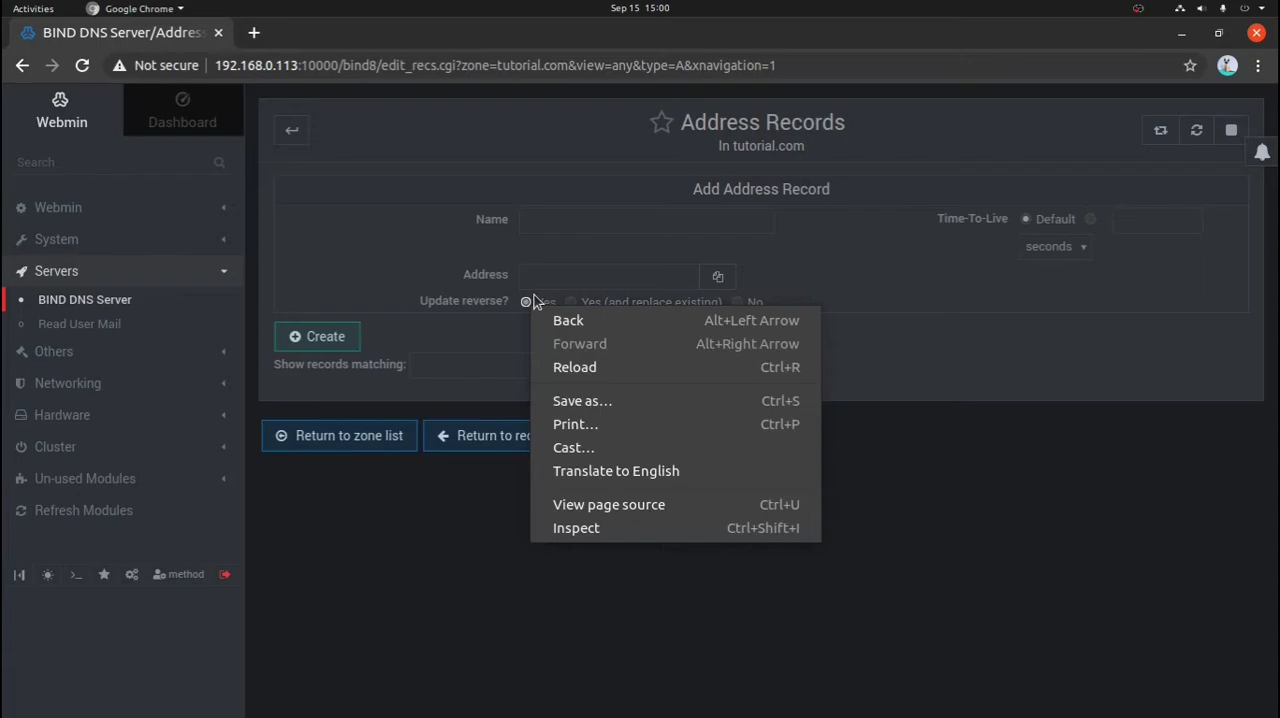 Activities Google Chrome Sep 15 15:00
BIND DNS Server/Address
Not secure 192.168.0.113:10000/bind8/edit_recs.cgi?zone=tutorial.com&view=any&type=A&xnavigation=1
Webmin
Dashboard
Search
Webmin
System
Servers
BIND DNS Server
Read User Mail
Others
Networking
Hardware
Cluster
Un-used Modules
Refresh Modules
method
Address Records
In tutorial.com
Add Address Record
Name
Time-To-Live Default
seconds
Address
Update reverse? Yes Yes (and replace existing) No
Create
Show records matching:
Return to zone list
Return to rec
Back Alt+Left Arrow
Forward Alt+Right Arrow
Reload Ctrl+R
Save as… Ctrl+S
Print… Ctrl+P
Cast…
Translate to English
View page source Ctrl+U
Inspect Ctrl+Shift+I